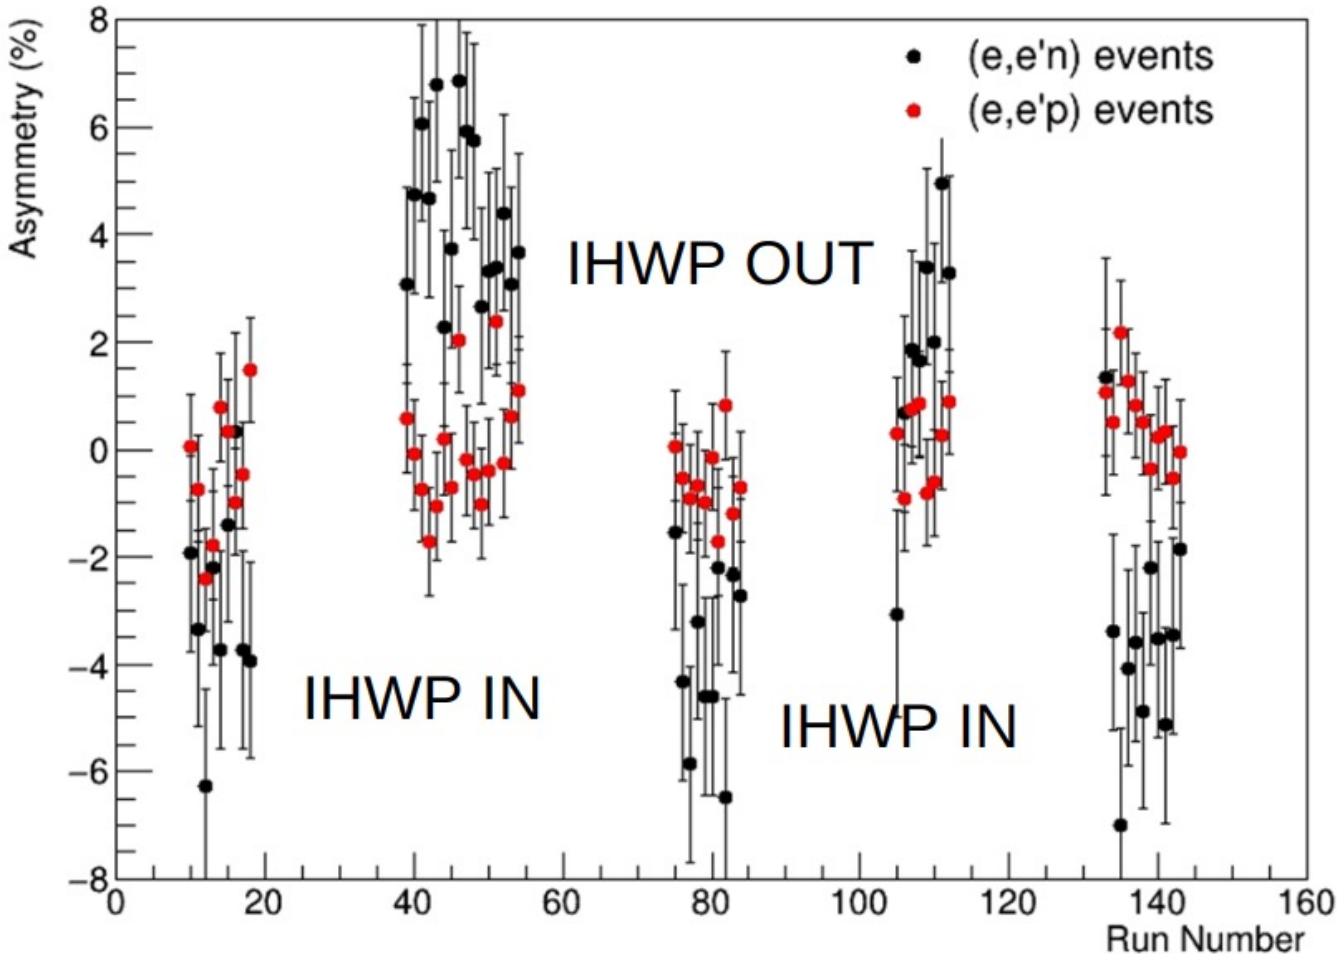 Asymmetry (%)
8
6
4
2
0
−2
−4
−6
−8
(e,e'n) events
(e,e'p) events
IHWP OUT
IHWP IN
IHWP IN
0 20 40 60 80 100 120 140 160
Run Number